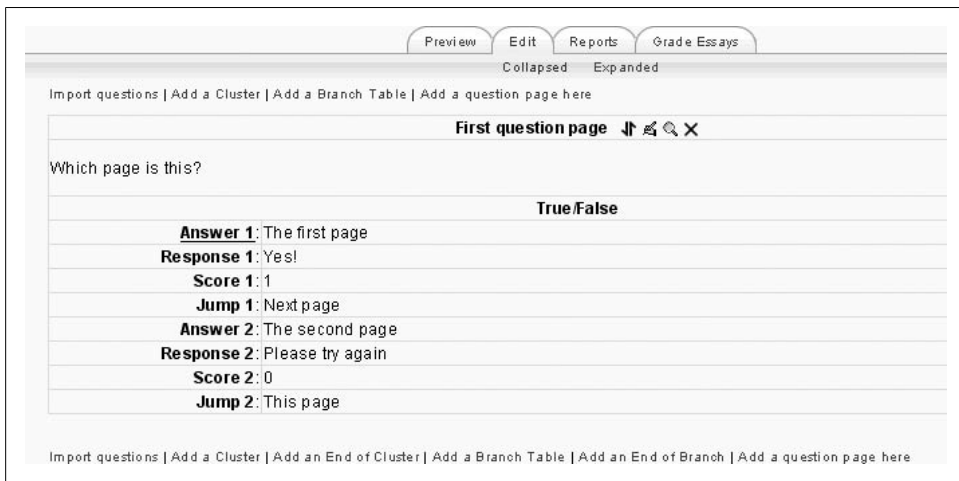 Preview Edit Reports Grade Essays
Collapsed Expanded
Import questions | Add a Cluster | Add a Branch Table | Add a question page here
First question page
Which page is this?
True/False
Answer 1: The first page
Response 1: Yes!
Score 1: 1
Jump 1: Next page
Answer 2: The second page
Response 2: Please try again
Score 2: 0
Jump 2: This page
Import questions | Add a Cluster | Add an End of Cluster | Add a Branch Table | Add an End of Branch | Add a question page here